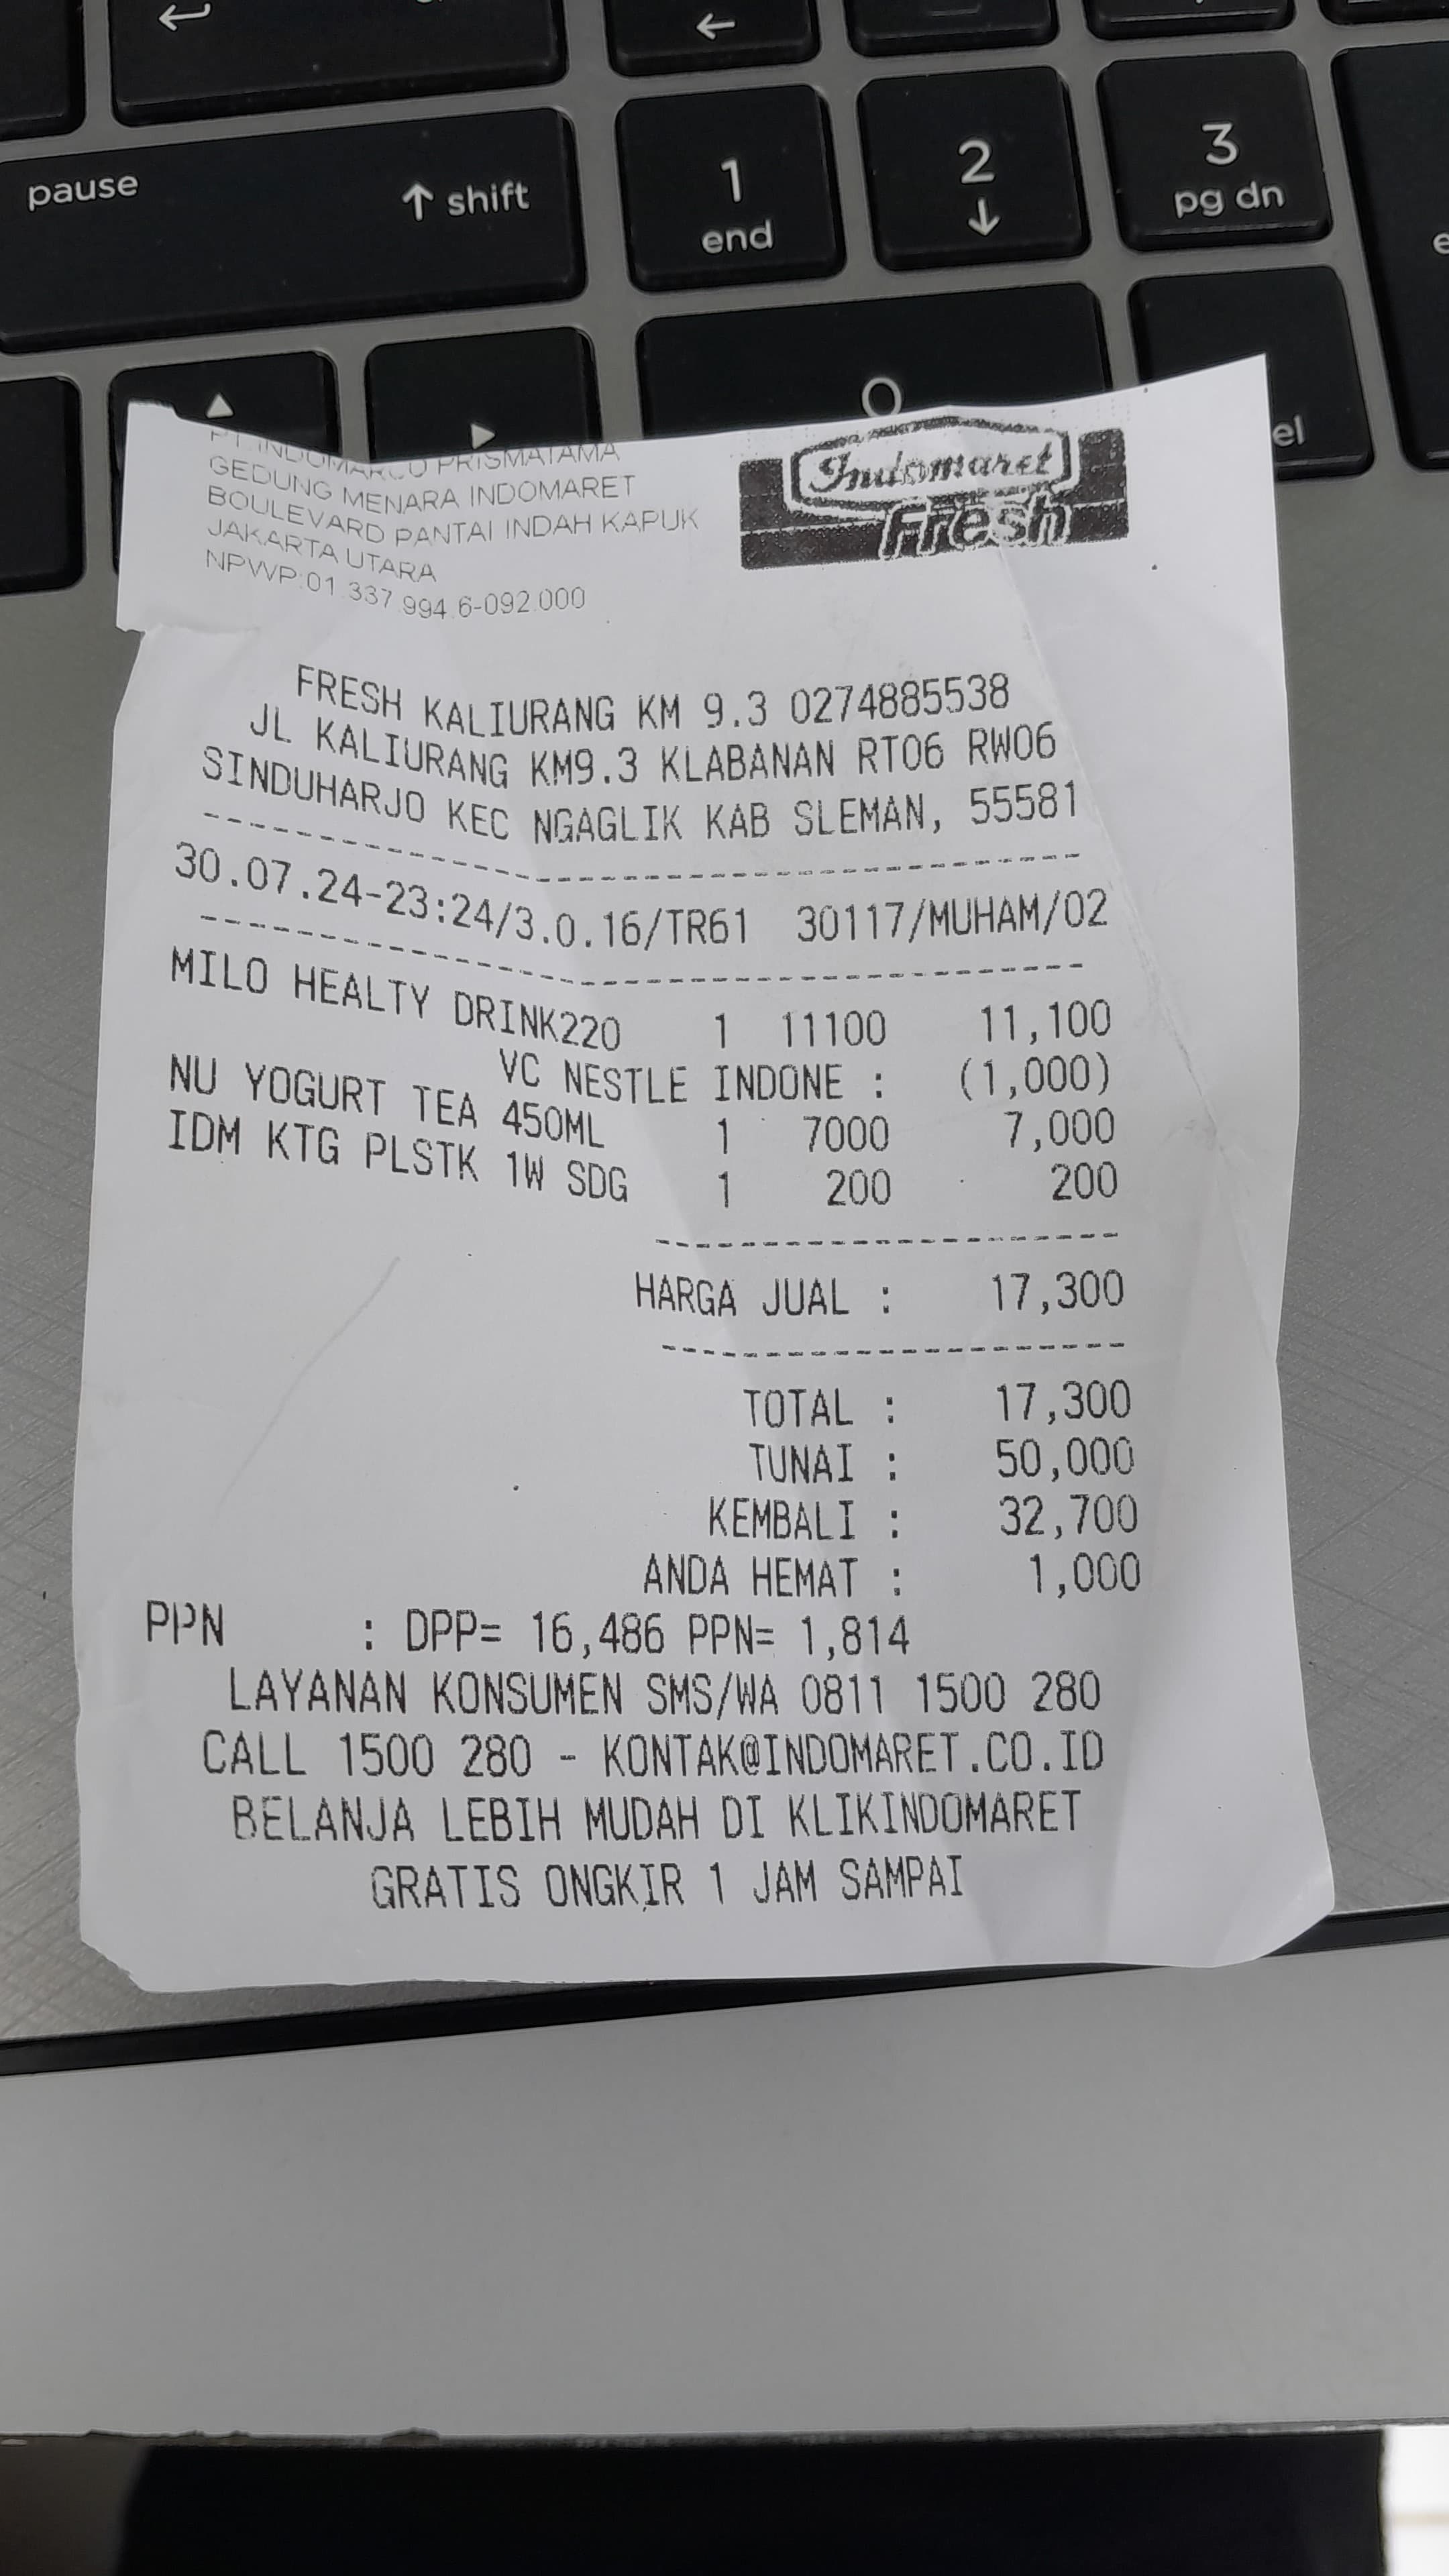 pause
↑ shift
1
end
2
↓
3
pg dn
0
el
PT INDOMARCO PRISMATAMA
GEDUNG MENARA INDOMARET
BOULEVARD PANTAI INDAH KAPUK
JAKARTA UTARA
NPWP:01.337.994.6-092.000
Indomaret
Fresh
FRESH KALIURANG KM 9.3 0274885538
JL KALIURANG KM9.3 KLABANAN RT06 RW06
SINDUHARJO KEC NGAGLIK KAB SLEMAN, 55581
30.07.24-23:24/3.0.16/TR61 30117/MUHAM/02
MILO HEALTY DRINK220 1 11100 11,100
VC NESTLE INDONE : (1,000)
NU YOGURT TEA 450ML 1 7000 7,000
IDM KTG PLSTK 1W SDG 1 200 200
HARGA JUAL : 17,300
TOTAL : 17,300
TUNAI : 50,000
KEMBALI : 32,700
ANDA HEMAT : 1,000
PPN : DPP= 16,486 PPN= 1,814
LAYANAN KONSUMEN SMS/WA 0811 1500 280
CALL 1500 280 - KONTAK@INDOMARET.CO.ID
BELANJA LEBIH MUDAH DI KLIKINDOMARET
GRATIS ONGKIR 1 JAM SAMPAI